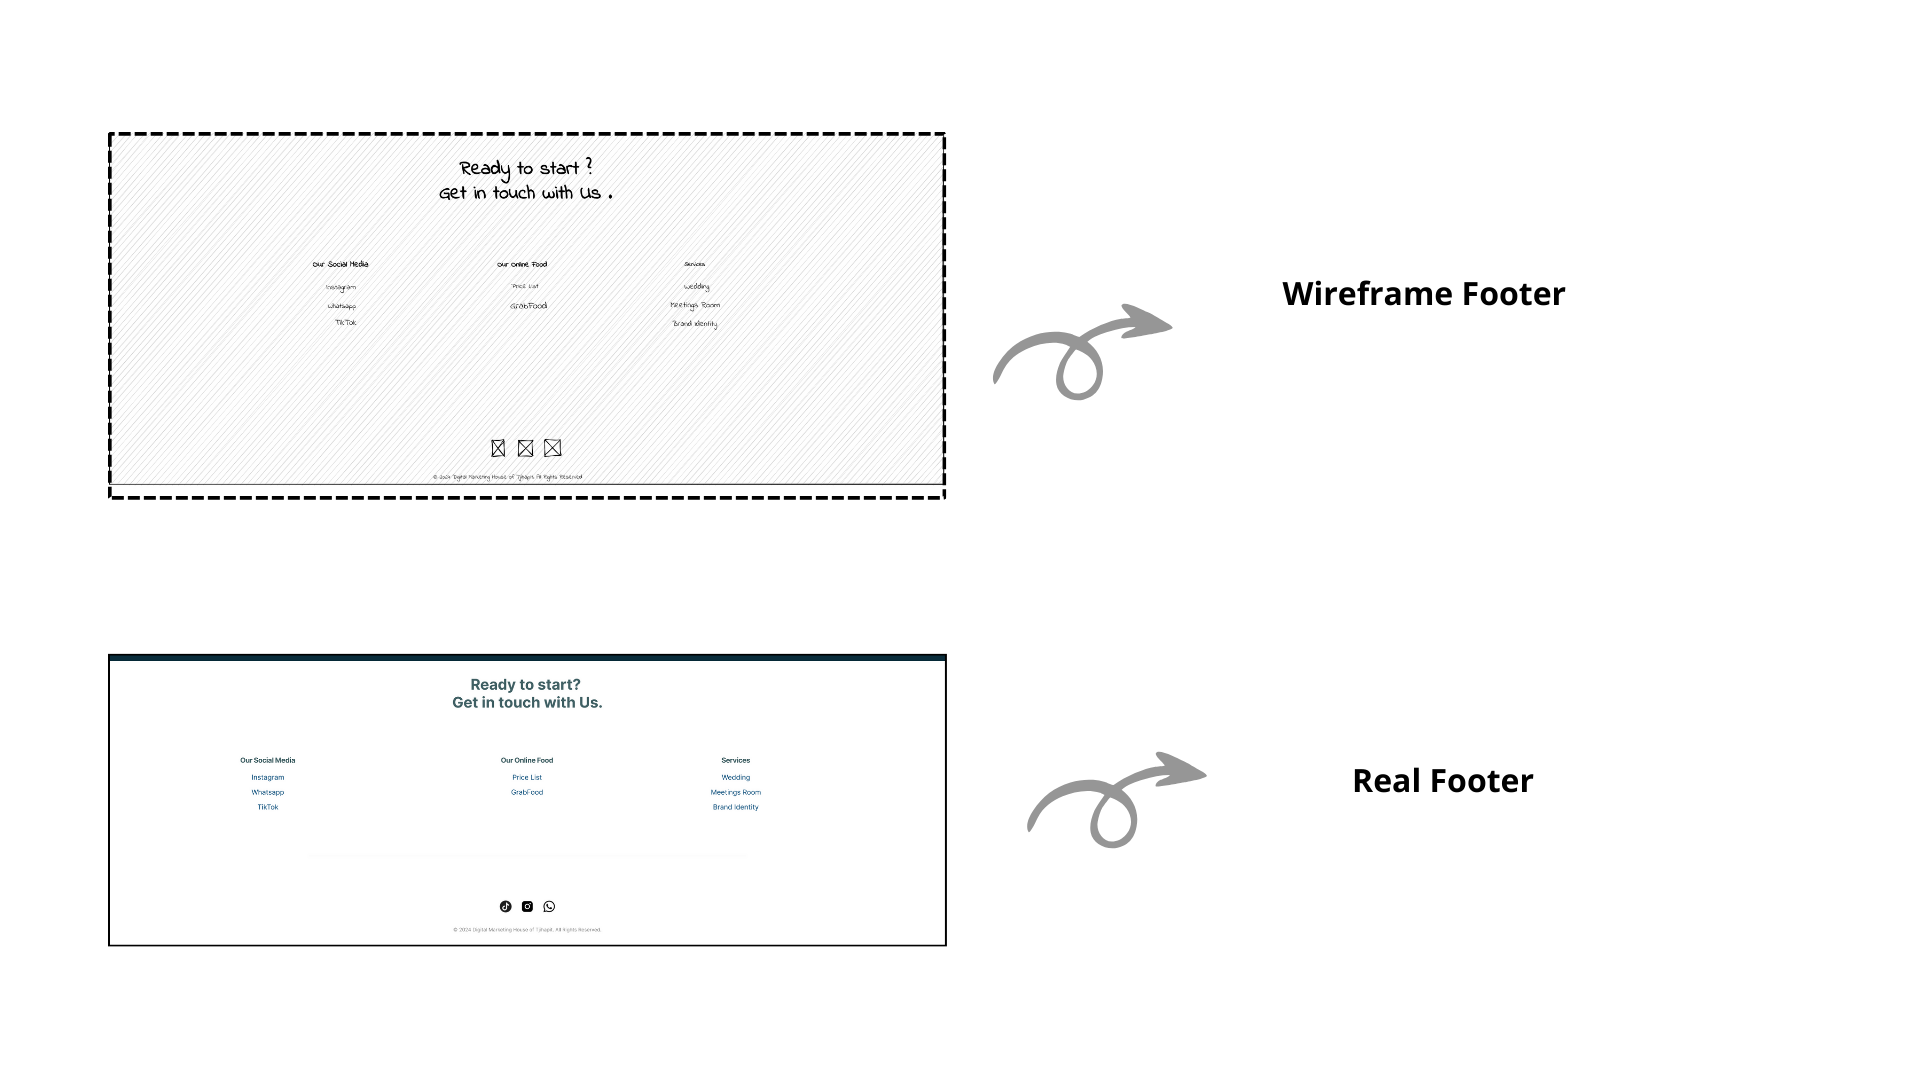 Ready to start ?
Get in touch with Us .
Our Social Media
Instagram
Whatsapp
TikTok
Our Online Food
Price List
GrabFood
Services
Wedding
Meetings Room
Brand Identity
© 2024 Digital Marketing House of Tjihapit. All Rights Reserved
Wireframe Footer
Ready to start?
Get in touch with Us.
Our Social Media
Instagram
Whatsapp
TikTok
Our Online Food
Price List
GrabFood
Services
Wedding
Meetings Room
Brand Identity
© 2024 Digital Marketing House of Tjihapit. All Rights Reserved.
Real Footer